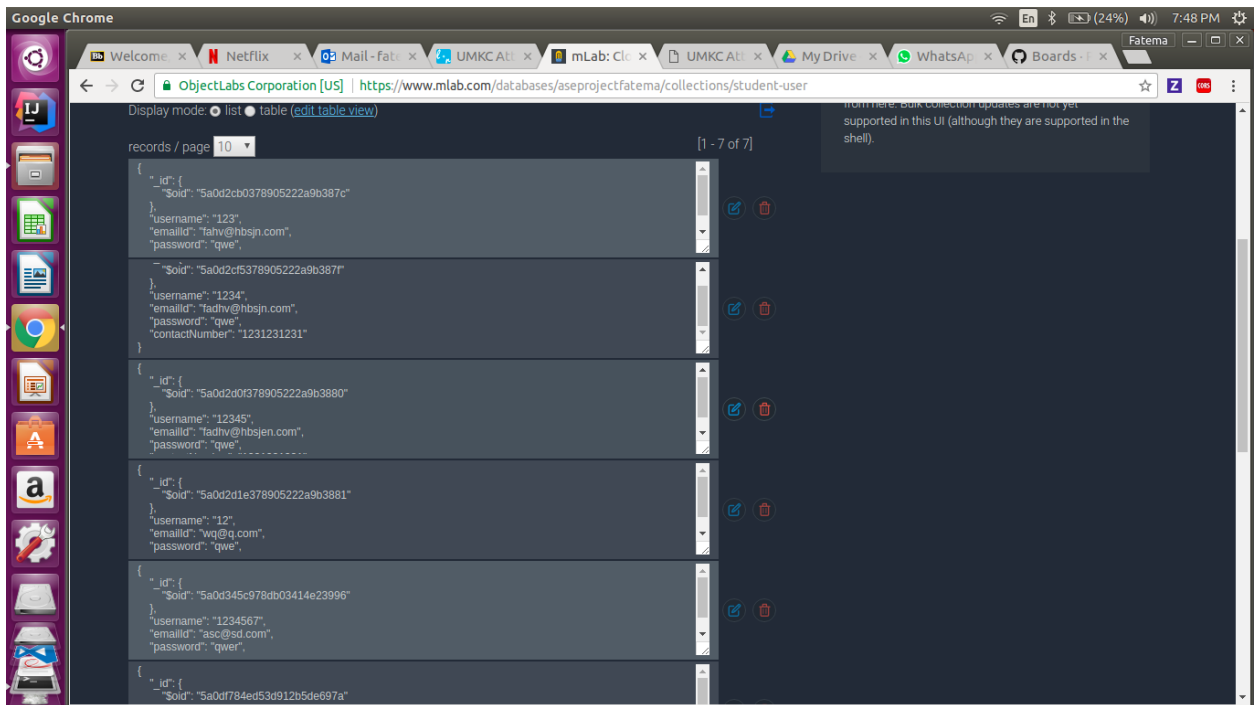 Google Chrome
En
(24%)
7:48 PM
Fatema
Bb Welcome,
Netflix
Mail - fate
UMKC Att
mLab: Clo
UMKC Att
My Drive
WhatsAp
Boards - F
ObjectLabs Corporation [US] | https://www.mlab.com/databases/aseprojectfatema/collections/student-user
Z
CORS
Display mode: list table (edit table view)
from here. Bulk collection updates are not yet
supported in this UI (although they are supported in the
shell).
records / page 10
[1 - 7 of 7]
{
"_id": {
"$oid": "5a0d2cb0378905222a9b387c"
},
"username": "123",
"emailId": "fahv@hbsjn.com",
"password": "qwe",
"$oid": "5a0d2cf5378905222a9b387f"
},
"username": "1234",
"emailId": "fadhv@hbsjn.com",
"password": "qwe",
"contactNumber": "1231231231"
}
{
"_id": {
"$oid": "5a0d2d0f378905222a9b3880"
},
"username": "12345",
"emailId": "fadhv@hbsjen.com",
"password": "qwe",
{
"_id": {
"$oid": "5a0d2d1e378905222a9b3881"
},
"username": "12",
"emailId": "wq@q.com",
"password": "qwe",
{
"_id": {
"$oid": "5a0d345c978db03414e23996"
},
"username": "1234567",
"emailId": "asc@sd.com",
"password": "qwer",
{
"_id": {
"$oid": "5a0df784ed53d912b5de697a"
IJ
a